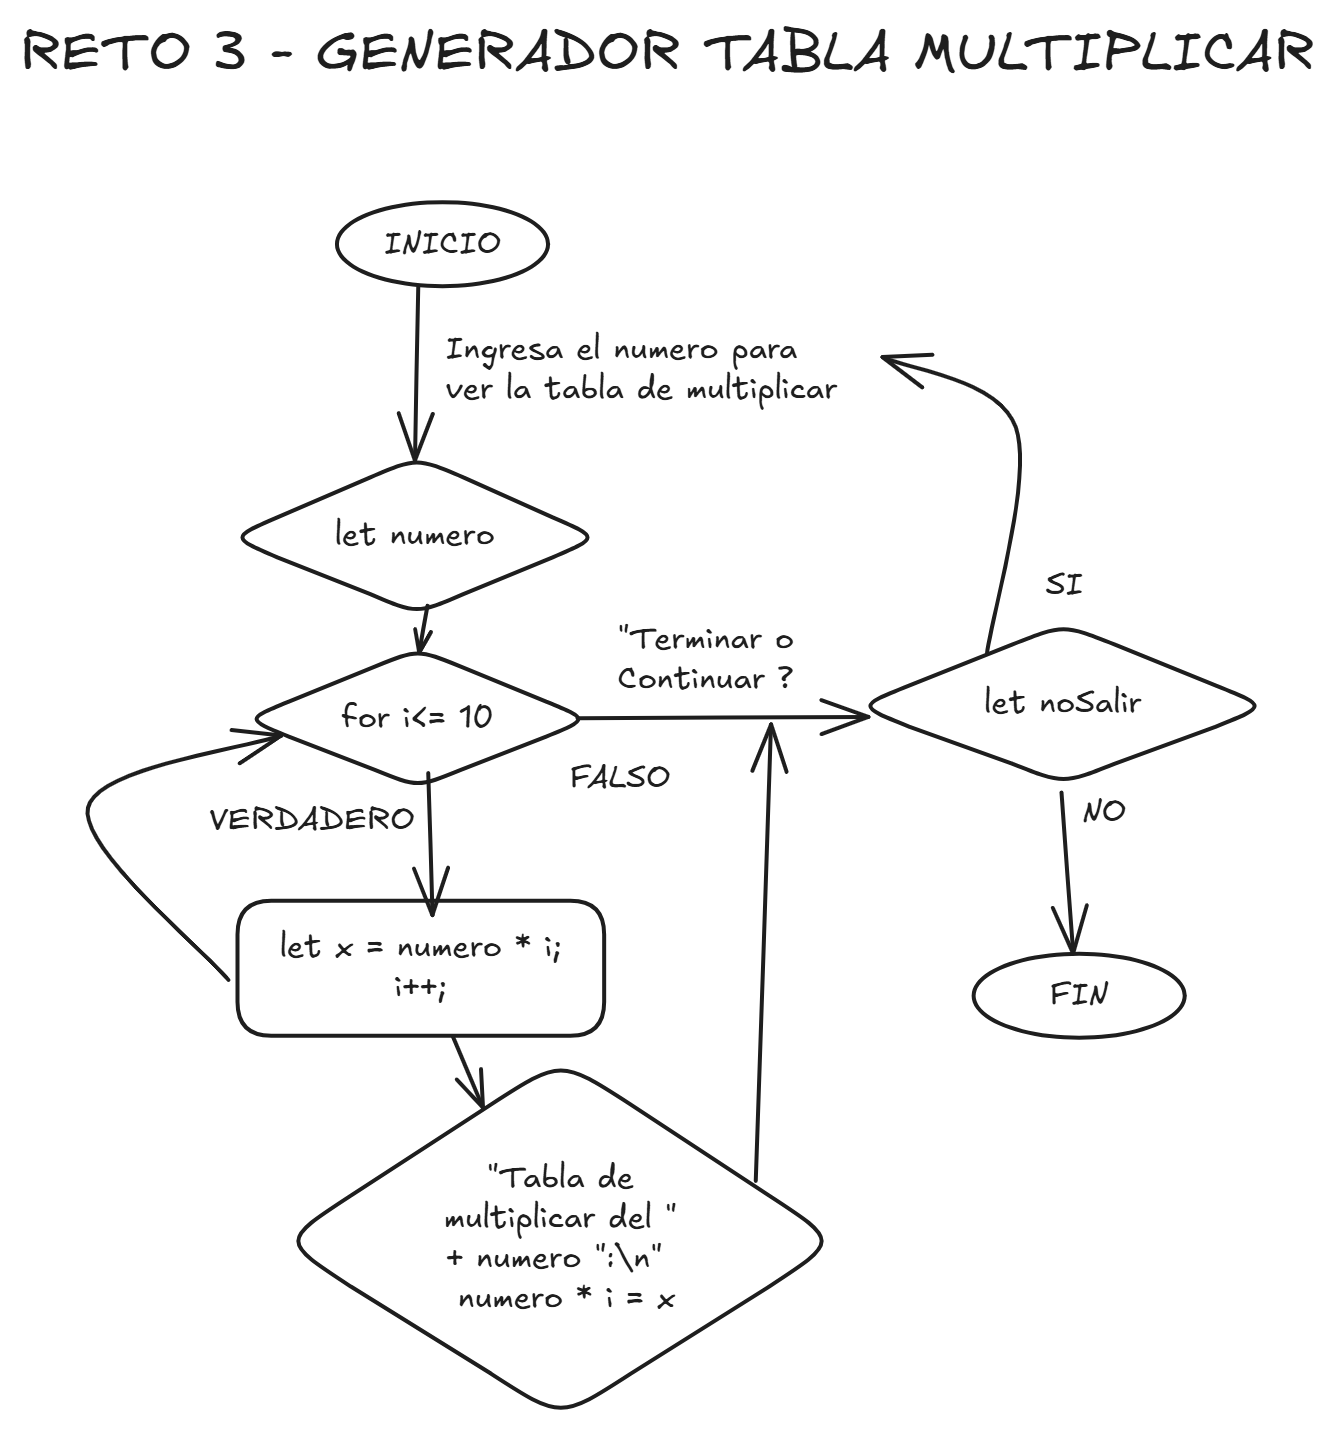 RETO 3 - GENERADOR TABLA MULTIPLICAR
INICIO
Ingresa el numero para
ver la tabla de multiplicar
let numero
for i<= 10
"Terminar o
Continuar ?
FALSO
VERDADERO
let x = numero * i;
i++;
"Tabla de
multiplicar del "
+ numero ":\n"
numero * i = x
SI
let noSalir
NO
FIN